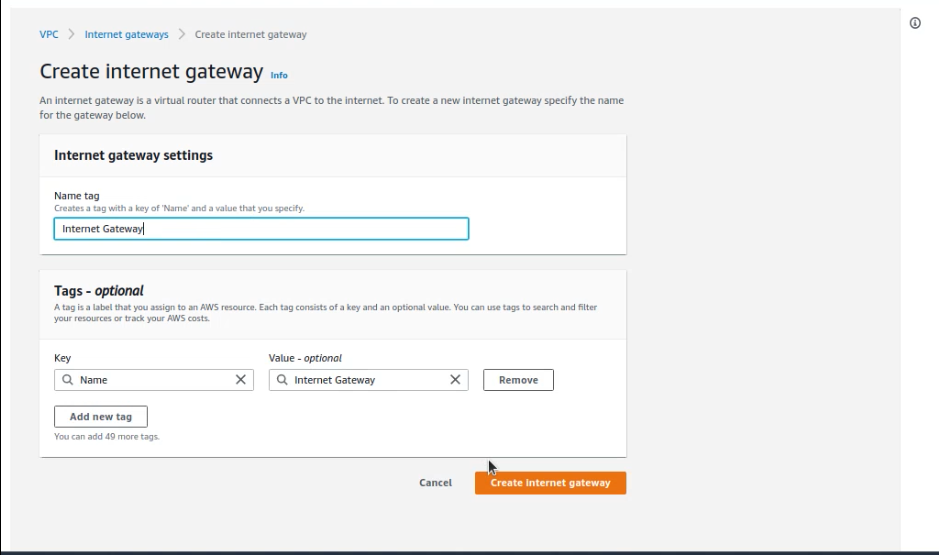 VPC > Internet gateways > Create internet gateway
Create internet gateway Info
An internet gateway is a virtual router that connects a VPC to the internet. To create a new internet gateway specify the name
for the gateway below.
Internet gateway settings
Name tag
Creates a tag with a key of 'Name' and a value that you specify.
Internet Gateway
Tags - optional
A tag is a label that you assign to an AWS resource. Each tag consists of a key and an optional value. You can use tags to search and filter
your resources or track your AWS costs.
Key Value - optional
Name Internet Gateway Remove
Add new tag
You can add 49 more tags.
Cancel Create internet gateway